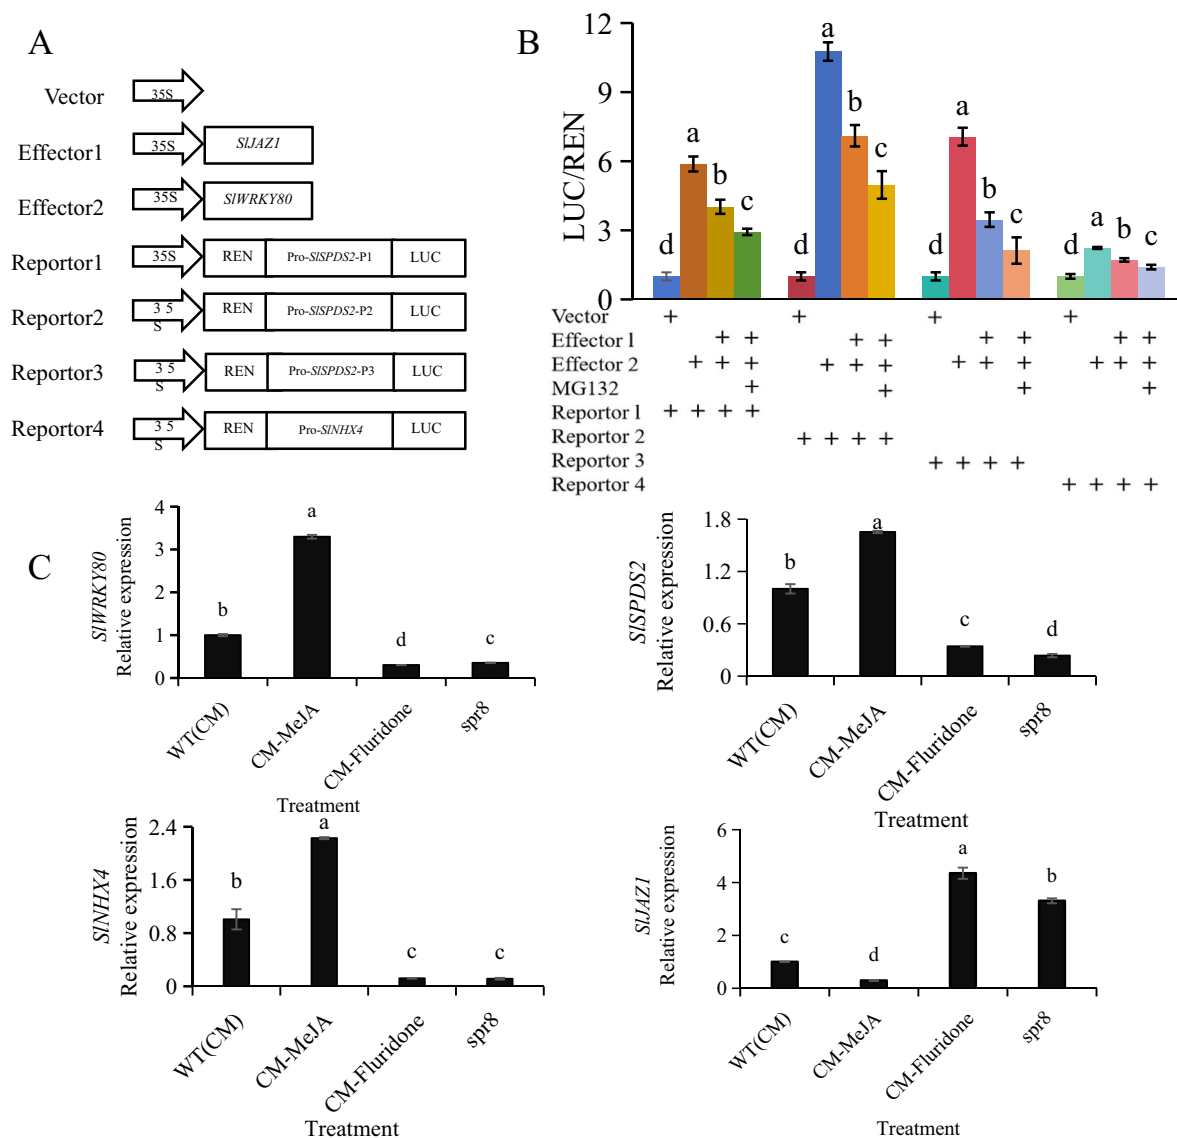 A
Vector 35S
Effector1 35S SlJAZ1
Effector2 35S SlWRKY80
Reportor1 35S REN Pro-SlSPDS2-P1 LUC
Reportor2 3 5 S REN Pro-SlSPDS2-P2 LUC
Reportor3 3 5 S REN Pro-SlSPDS2-P3 LUC
Reportor4 3 5 S REN Pro-SlNHX4 LUC
B
LUC/REN
12
9
6
3
0
d a b c d a b c d a b c d a b c
Vector + + + +
Effector 1 + + + + + + + +
Effector 2 + + + + + + + + + + + +
MG132 + + + +
Reportor 1 + + + +
Reportor 2 + + + +
Reportor 3 + + + +
Reportor 4 + + + +
C
SlWRKY80
Relative expression
4
3
2
1
0
b a d c
WT(CM) CM-MeJA CM-Fluridone spr8
Treatment
SlSPDS2
Relative expression
1.8
1.2
0.6
0
b a c d
WT(CM) CM-MeJA CM-Fluridone spr8
Treatment
SlNHX4
Relative expression
2.4
1.6
0.8
0
b a c c
WT(CM) CM-MeJA CM-Fluridone spr8
Treatment
SlJAZ1
Relative expression
6
4
2
0
c d a b
WT(CM) CM-MeJA CM-Fluridone spr8
Treatment